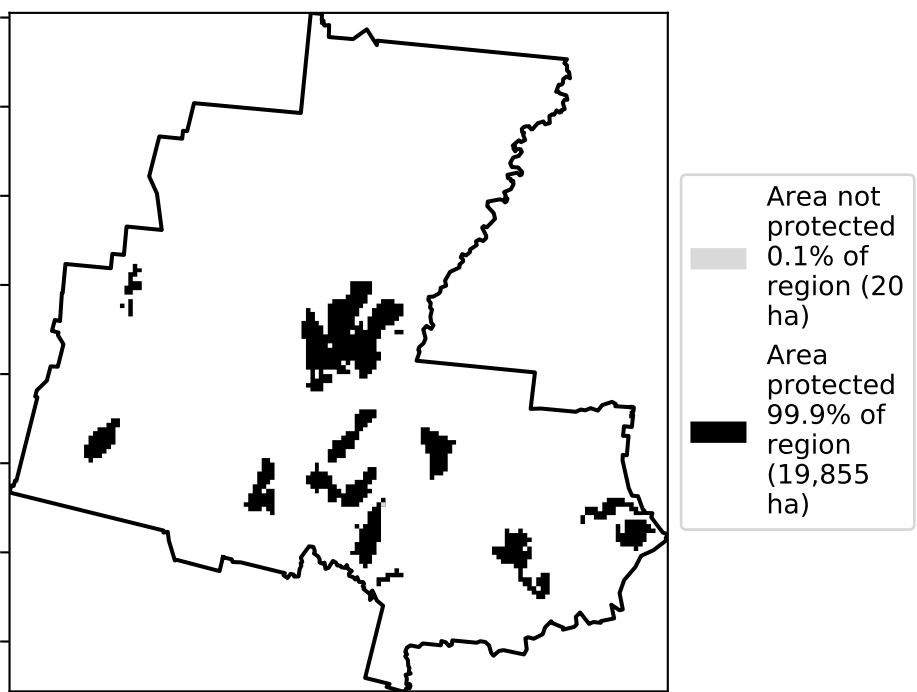 Area not
protected
0.1% of
region (20
ha)
Area
protected
99.9% of
region
(19,855
ha)